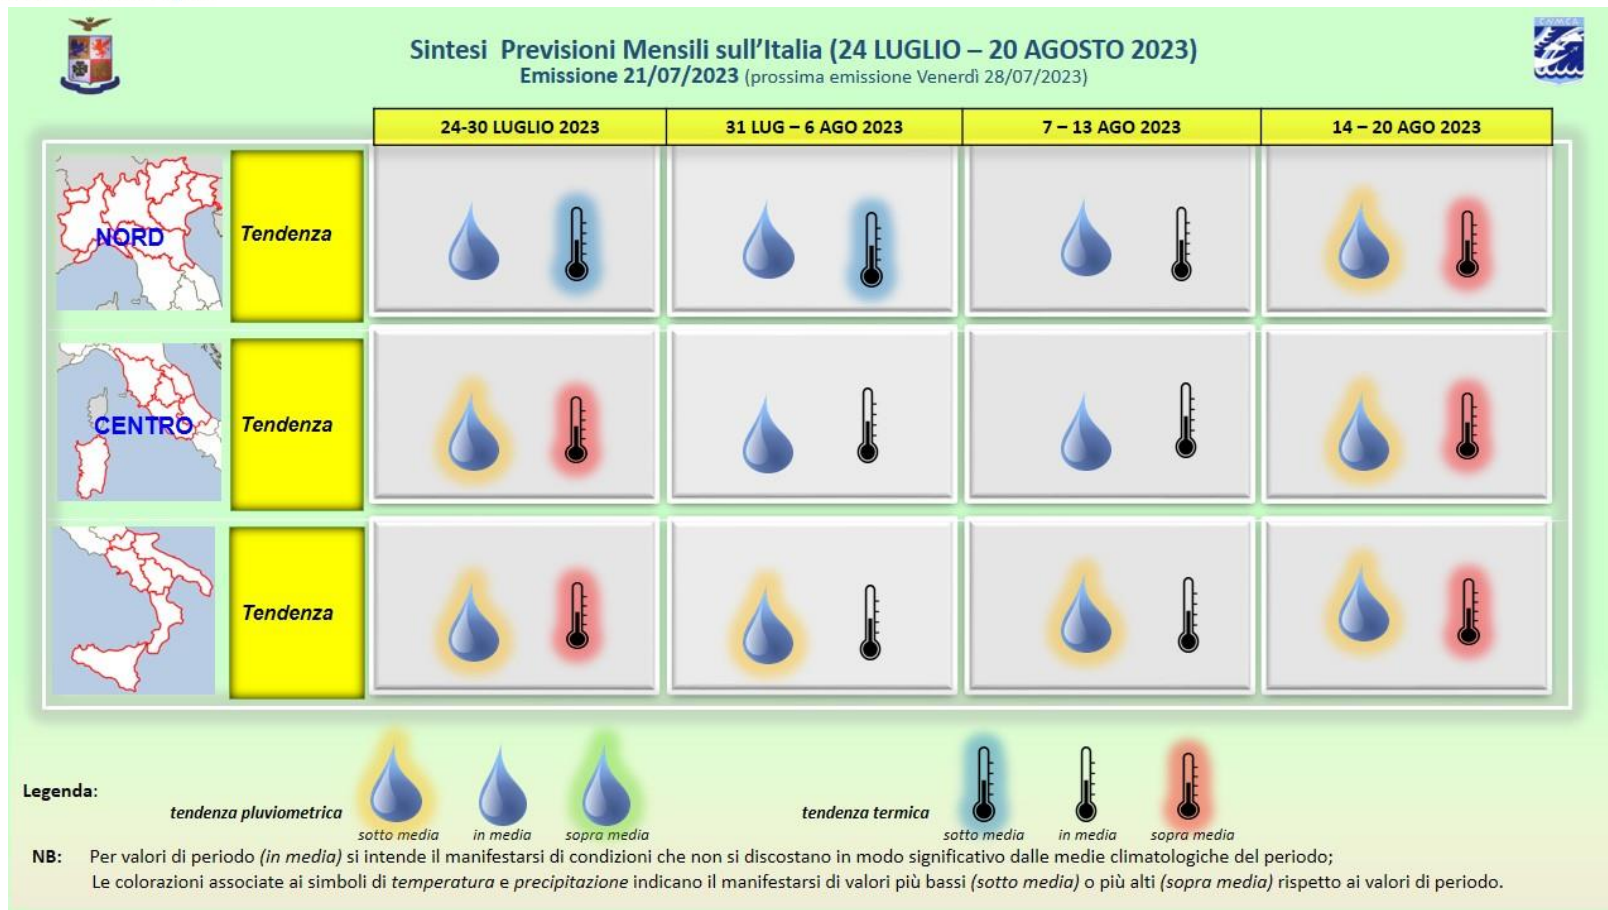 Sintesi Previsioni Mensili sull'Italia (24 LUGLIO – 20 AGOSTO 2023)
Emissione 21/07/2023 (prossima emissione Venerdì 28/07/2023)
CNMCA
24-30 LUGLIO 2023
31 LUG – 6 AGO 2023
7 – 13 AGO 2023
14 – 20 AGO 2023
NORD
Tendenza
CENTRO
Tendenza
Tendenza
Legenda:
tendenza pluviometrica
sotto media
in media
sopra media
tendenza termica
sotto media
in media
sopra media
NB: Per valori di periodo (in media) si intende il manifestarsi di condizioni che non si discostano in modo significativo dalle medie climatologiche del periodo;
Le colorazioni associate ai simboli di temperatura e precipitazione indicano il manifestarsi di valori più bassi (sotto media) o più alti (sopra media) rispetto ai valori di periodo.